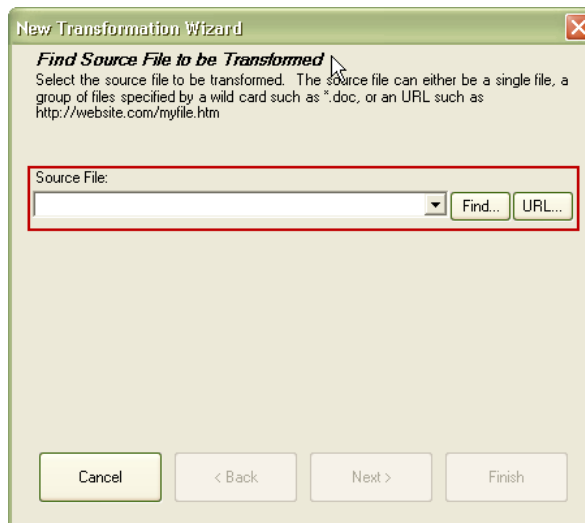 New Transformation Wizard
Find Source File to be Transformed
Select the source file to be transformed.  The source file can either be a single file, a
group of files specified by a wild card such as *.doc, or an URL such as
http://website.com/myfile.htm
Source File:
Find... URL...
Cancel < Back Next > Finish